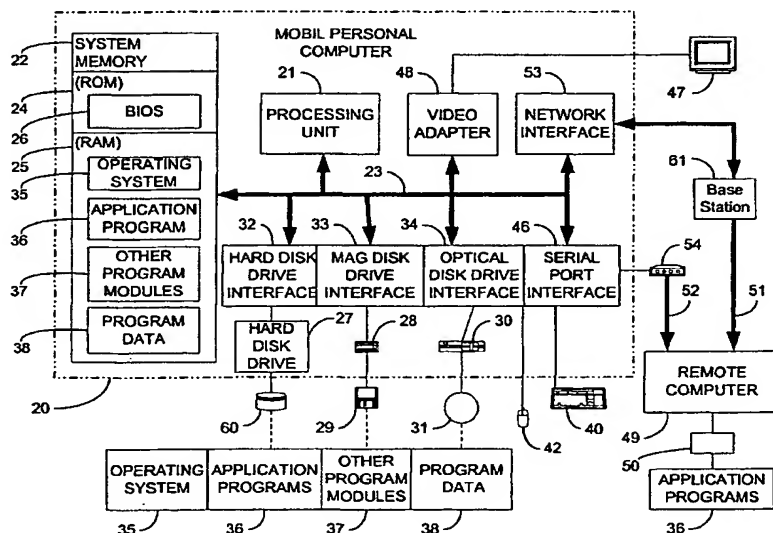 22
SYSTEM
MEMORY
MOBIL PERSONAL
COMPUTER
21
48
53
47
24
(ROM)
26
BIOS
PROCESSING
UNIT
VIDEO
ADAPTER
NETWORK
INTERFACE
25
(RAM)
35
OPERATING
SYSTEM
23
61
Base
Station
36
APPLICATION
PROGRAM
32
33
34
46
54
37
OTHER
PROGRAM
MODULES
HARD DISK
DRIVE
INTERFACE
MAG DISK
DRIVE
INTERFACE
OPTICAL
DISK DRIVE
INTERFACE
SERIAL
PORT
INTERFACE
52
51
38
PROGRAM
DATA
HARD
DISK
DRIVE
27
28
30
20
60
29
31
42
40
REMOTE
COMPUTER
49
50
OPERATING
SYSTEM
APPLICATION
PROGRAMS
OTHER
PROGRAM
MODULES
PROGRAM
DATA
APPLICATION
PROGRAMS
35
36
37
38
36